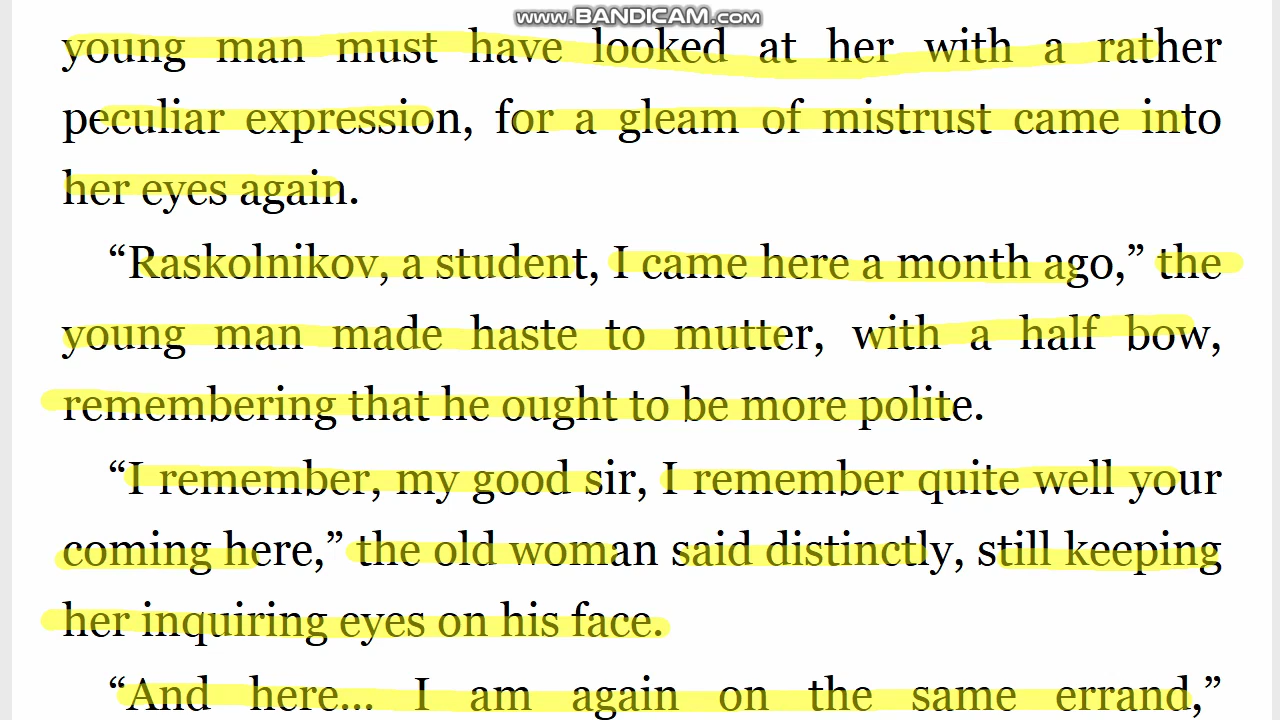 www.BANDICAM.com
young man must have looked at her with a rather
peculiar expression, for a gleam of mistrust came into
her eyes again.
“Raskolnikov, a student, I came here a month ago,” the
young man made haste to mutter, with a half bow,
remembering that he ought to be more polite.
“I remember, my good sir, I remember quite well your
coming here,” the old woman said distinctly, still keeping
her inquiring eyes on his face.
“And here... I am again on the same errand,”